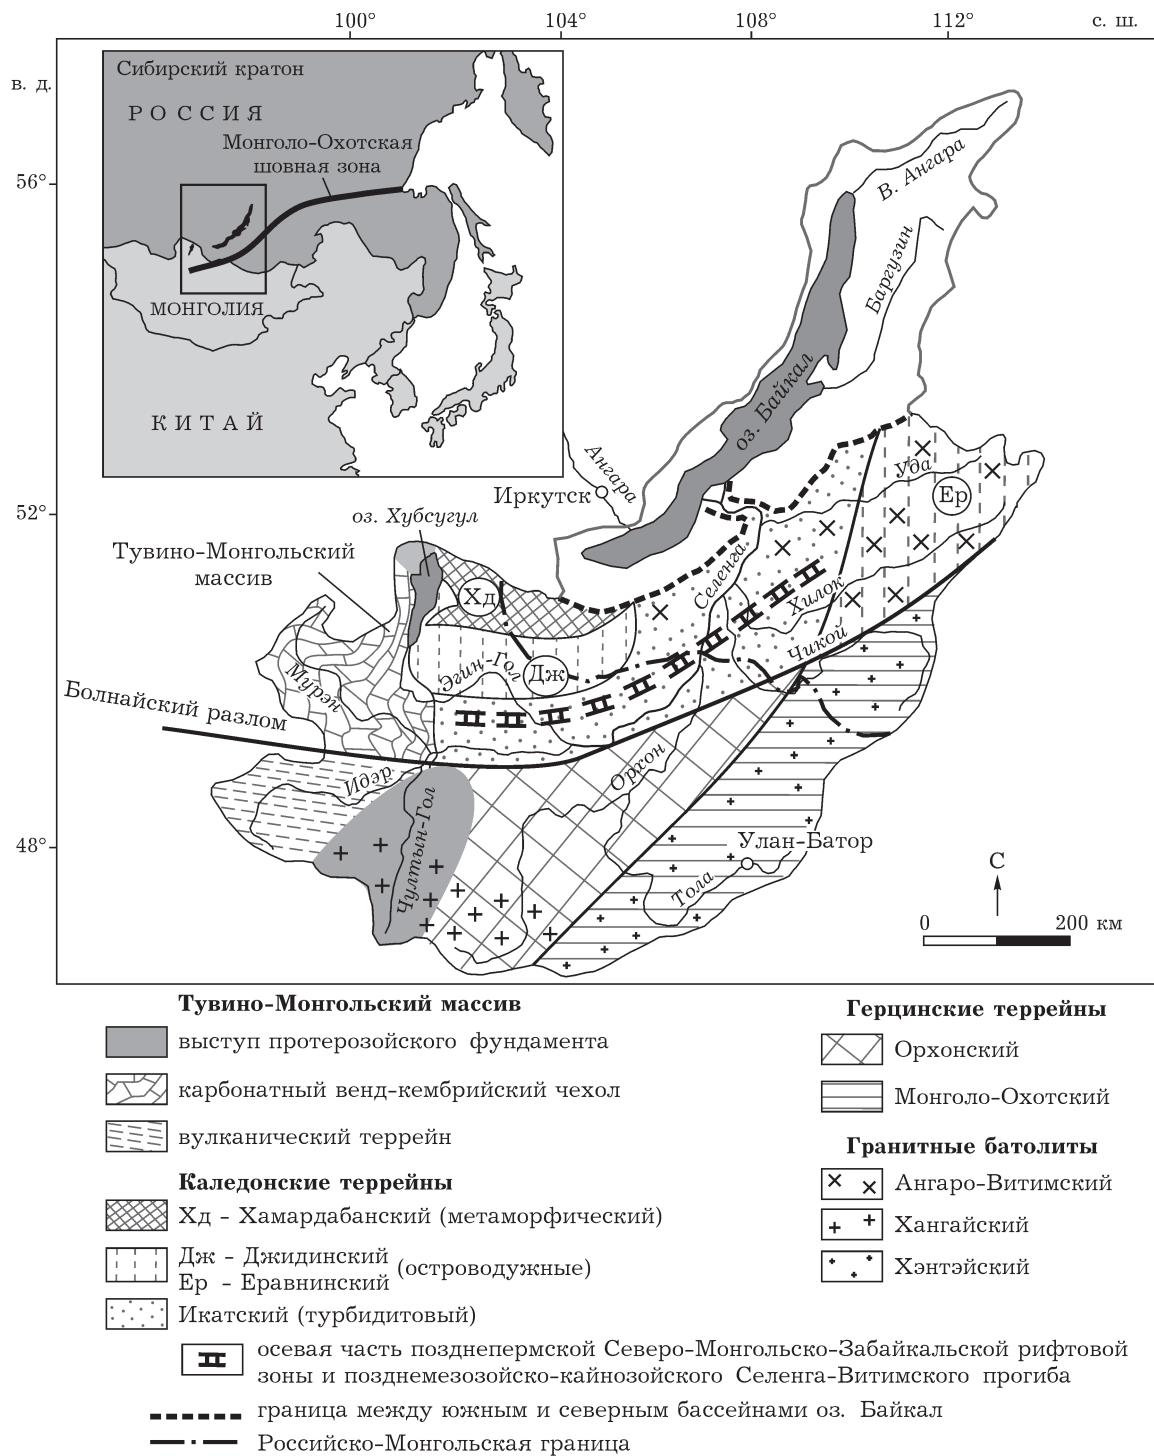 100° 104° 108° 112° с. ш.
в. д.
56°
52°
48°
Сибирский кратон
РОССИЯ
Монголо-Охотская
шовная зона
МОНГОЛИЯ
КИТАЙ
В. Ангара
Баргузин
оз. Байкал
Ангара
Иркутск
оз. Хубсугул
Тувино-Монгольский
массив
Уда
Ер
Хд
Селенга
Хилок
Чикой
Дж
Эгийн-Гол
Мурэн
Болнайский разлом
Идэр
Орхон
Чултын-Гол
Улан-Батор
Тола
С
0 200 км
Тувино-Монгольский массив
выступ протерозойского фундамента
карбонатный венд-кембрийский чехол
вулканический террейн
Каледонские террейны
Хд - Хамардабанский (метаморфический)
Дж - Джидинский
Ер - Еравнинский
(островодужные)
Икатский (турбидитовый)
Герцинские террейны
Орхонский
Монголо-Охотский
Гранитные батолиты
Ангаро-Витимский
Хангайский
Хэнтэйский
осевая часть позднепермской Северо-Монгольско-Забайкальской рифтовой
зоны и позднемезозойско-кайнозойского Селенга-Витимского прогиба
граница между южным и северным бассейнами оз. Байкал
Российско-Монгольская граница